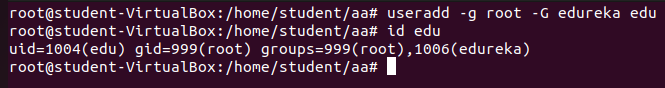 root@student-VirtualBox:/home/student/aa# useradd -g root -G edureka edu
root@student-VirtualBox:/home/student/aa# id edu
uid=1004(edu) gid=999(root) groups=999(root),1006(edureka)
root@student-VirtualBox:/home/student/aa#